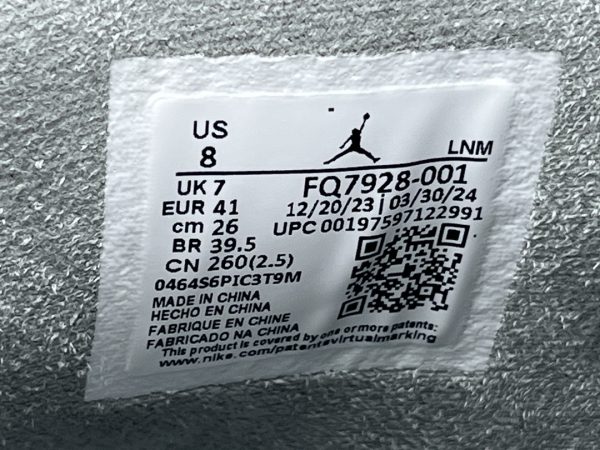 US
8
LNM
UK 7
EUR 41
cm 26
BR 39.5
CN 260(2.5)
FQ7928-001
12/20/23 | 03/30/24
UPC 00197597122991
0464S6PIC3T9M
MADE IN CHINA
HECHO EN CHINA
FABRIQUE EN CHINE
FABRICADO NA CHINA
This product is covered by one or more patents:
www.nike.com/patentsvirtualmarking